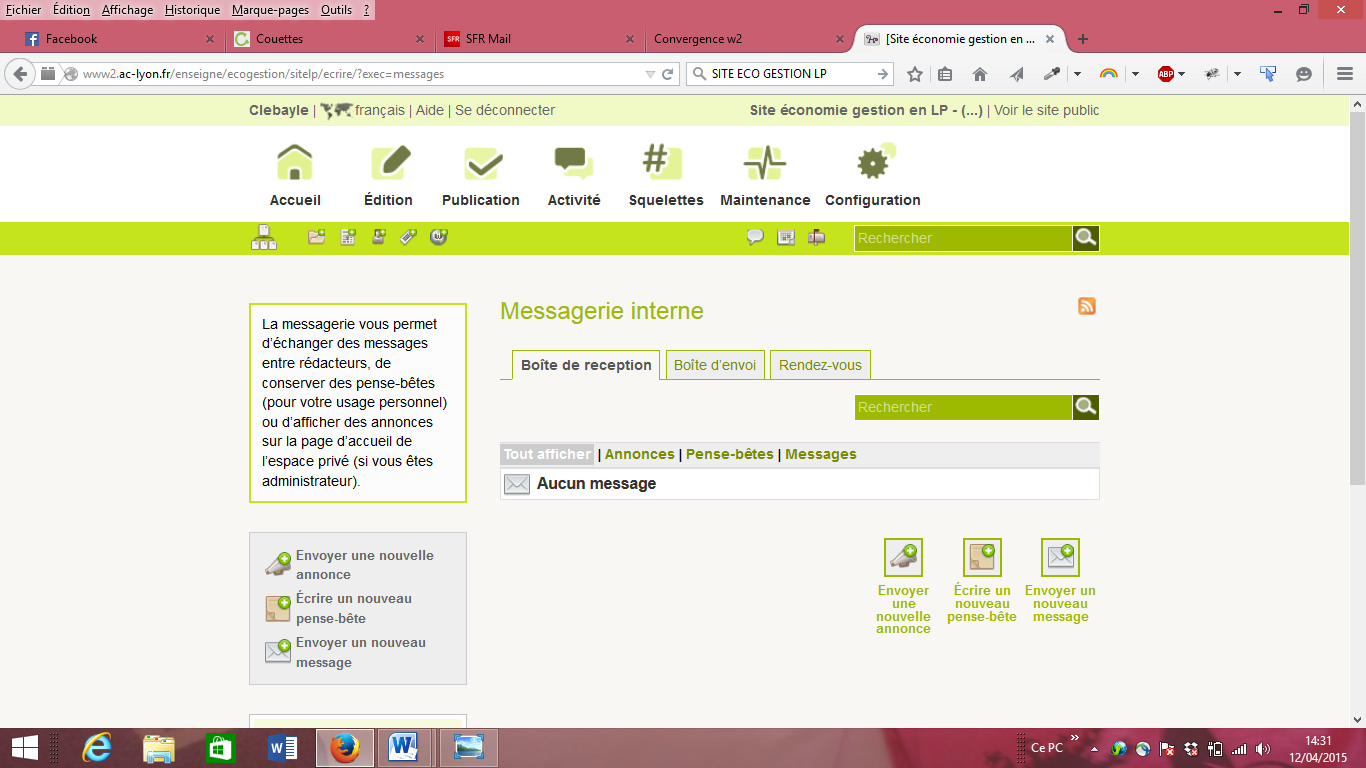 Fichier Édition Affichage Historique Marque-pages Outils ?
Facebook
Couettes
SFR
SFR Mail
Convergence w2
[Site économie gestion en ...
www2.ac-lyon.fr/enseigne/ecogestion/sitelp/ecrire/?exec=messages
SITE ECO GESTION LP
ABP
Clebayle | français | Aide | Se déconnecter
Site économie gestion en LP - (...) | Voir le site public
Accueil
Édition
Publication
Activité
Squelettes
Maintenance
Configuration
Rechercher
La messagerie vous permet
d'échanger des messages
entre rédacteurs, de
conserver des pense-bêtes
(pour votre usage personnel)
ou d'afficher des annonces
sur la page d'accueil de
l'espace privé (si vous êtes
administrateur).
Envoyer une nouvelle
annonce
Écrire un nouveau
pense-bête
Envoyer un nouveau
message
Messagerie interne
Boîte de reception
Boîte d'envoi
Rendez-vous
Rechercher
Tout afficher | Annonces | Pense-bêtes | Messages
Aucun message
Envoyer
une
nouvelle
annonce
Écrire un
nouveau
pense-bête
Envoyer un
nouveau
message
Ce PC
14:31
12/04/2015